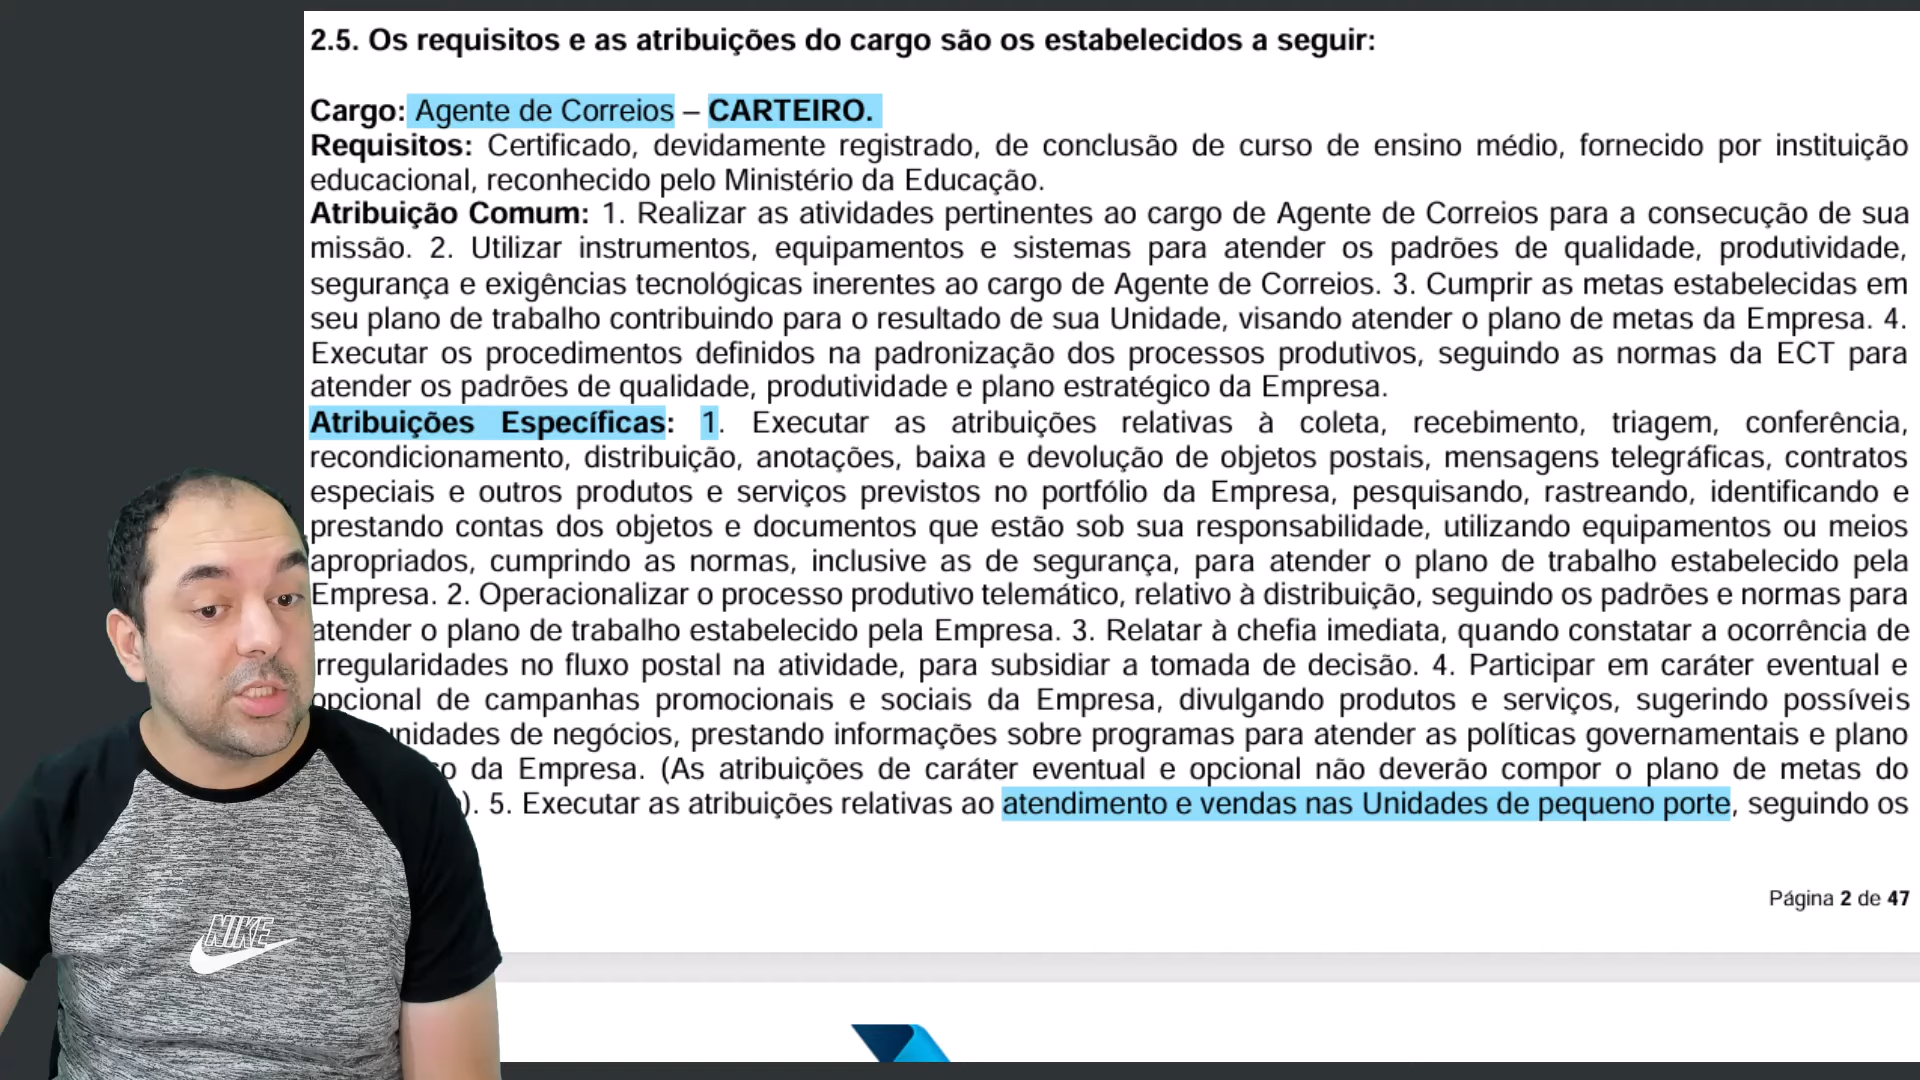 2.5. Os requisitos e as atribuições do cargo são os estabelecidos a seguir:
Cargo: Agente de Correios – CARTEIRO.
Requisitos: Certificado, devidamente registrado, de conclusão de curso de ensino médio, fornecido por instituição
educacional, reconhecido pelo Ministério da Educação.
Atribuição Comum: 1. Realizar as atividades pertinentes ao cargo de Agente de Correios para a consecução de sua
missão. 2. Utilizar instrumentos, equipamentos e sistemas para atender os padrões de qualidade, produtividade,
segurança e exigências tecnológicas inerentes ao cargo de Agente de Correios. 3. Cumprir as metas estabelecidas em
seu plano de trabalho contribuindo para o resultado de sua Unidade, visando atender o plano de metas da Empresa. 4.
Executar os procedimentos definidos na padronização dos processos produtivos, seguindo as normas da ECT para
atender os padrões de qualidade, produtividade e plano estratégico da Empresa.
Atribuições Específicas: 1. Executar as atribuições relativas à coleta, recebimento, triagem, conferência,
recondicionamento, distribuição, anotações, baixa e devolução de objetos postais, mensagens telegráficas, contratos
especiais e outros produtos e serviços previstos no portfólio da Empresa, pesquisando, rastreando, identificando e
prestando contas dos objetos e documentos que estão sob sua responsabilidade, utilizando equipamentos ou meios
apropriados, cumprindo as normas, inclusive as de segurança, para atender o plano de trabalho estabelecido pela
Empresa. 2. Operacionalizar o processo produtivo telemático, relativo à distribuição, seguindo os padrões e normas para
atender o plano de trabalho estabelecido pela Empresa. 3. Relatar à chefia imediata, quando constatar a ocorrência de
rregularidades no fluxo postal na atividade, para subsidiar a tomada de decisão. 4. Participar em caráter eventual e
opcional de campanhas promocionais e sociais da Empresa, divulgando produtos e serviços, sugerindo possíveis
nidades de negócios, prestando informações sobre programas para atender as políticas governamentais e plano
o da Empresa. (As atribuições de caráter eventual e opcional não deverão compor o plano de metas do
). 5. Executar as atribuições relativas ao atendimento e vendas nas Unidades de pequeno porte, seguindo os
Página 2 de 47
NIKE